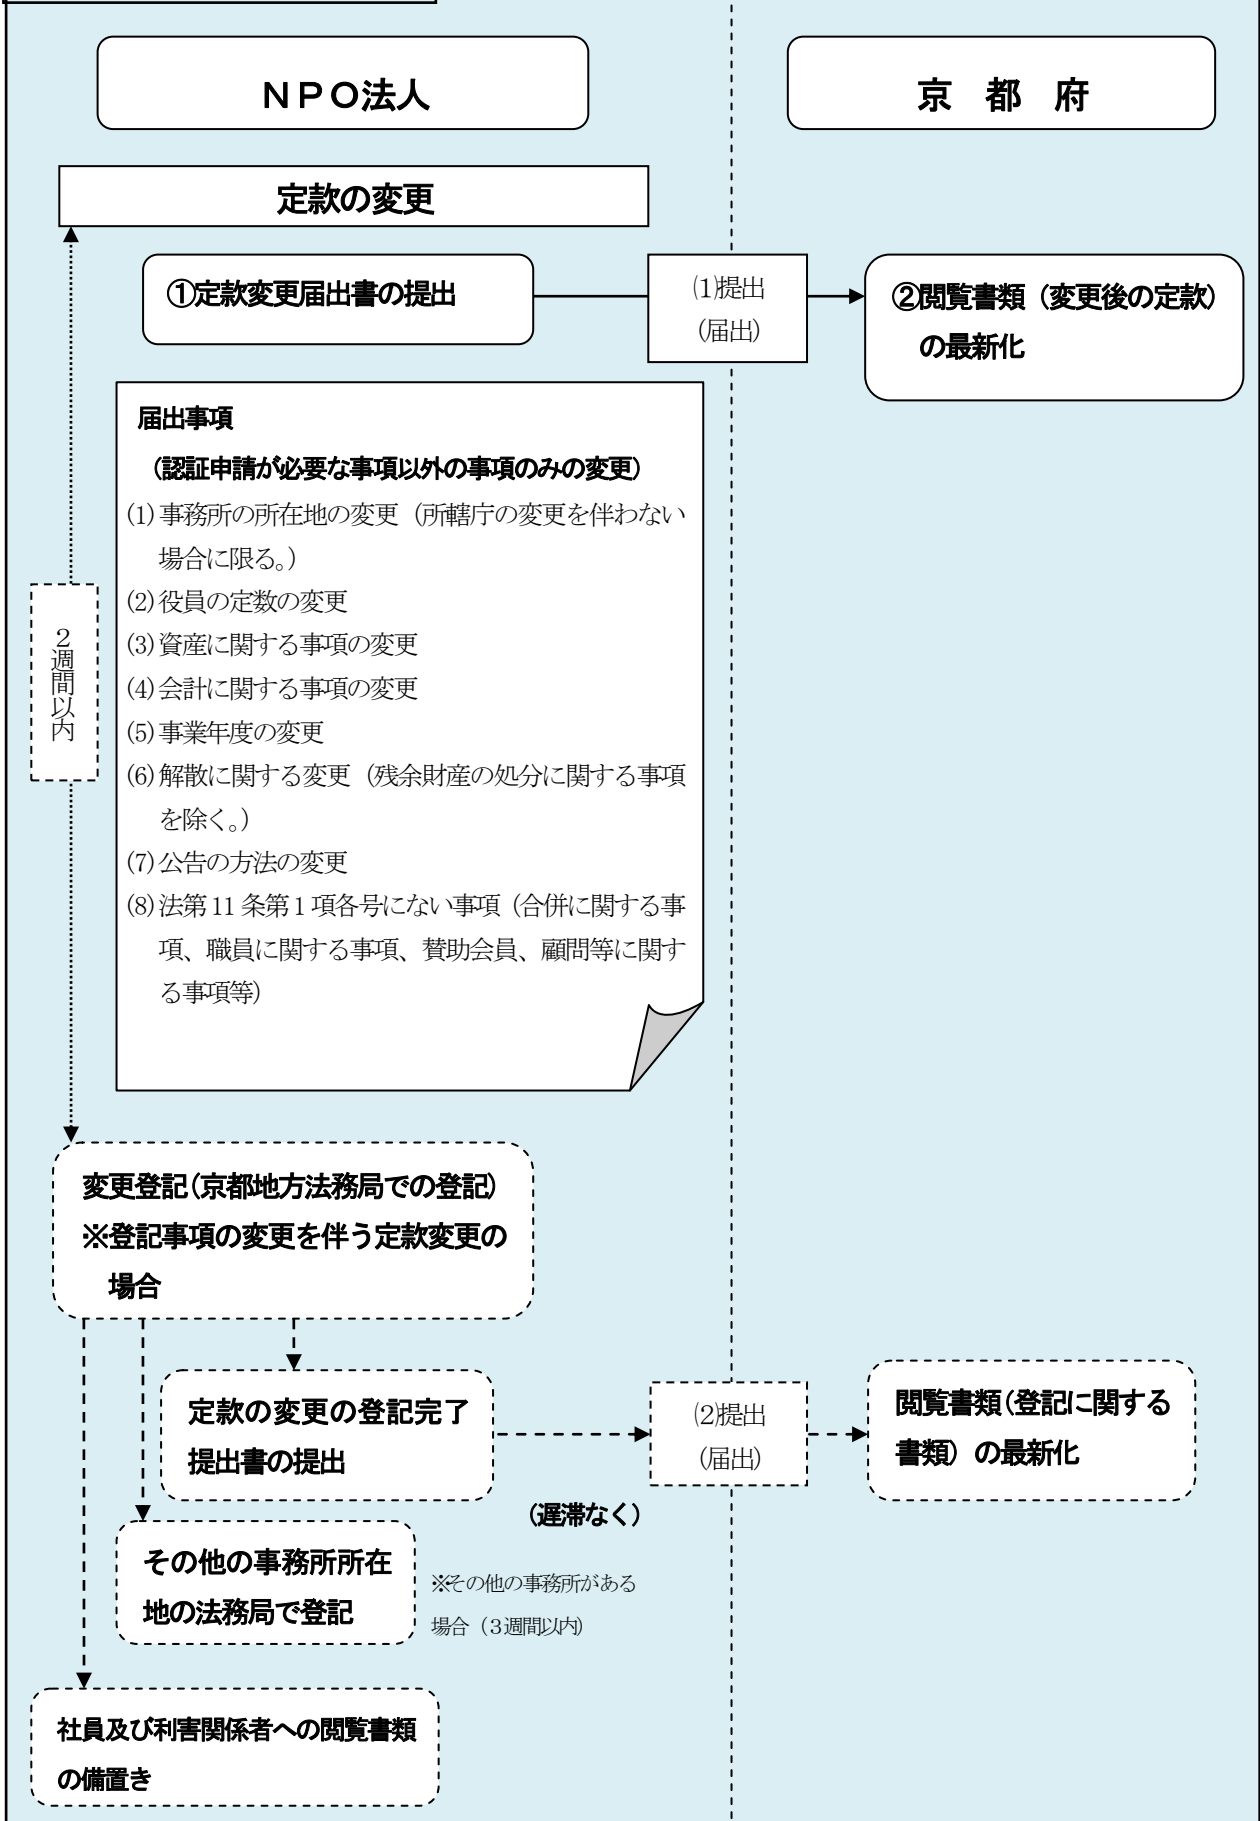 NPO法人
京 都 府
定款の変更
①定款変更届出書の提出
(1)提出
(届出)
②閲覧書類（変更後の定款）
の最新化
届出事項
（認証申請が必要な事項以外の事項のみの変更）
(1) 事務所の所在地の変更（所轄庁の変更を伴わない
場合に限る。）
(2) 役員の定数の変更
(3) 資産に関する事項の変更
(4) 会計に関する事項の変更
(5) 事業年度の変更
(6) 解散に関する変更（残余財産の処分に関する事項
を除く。）
(7) 公告の方法の変更
(8) 法第11条第1項各号にない事項（合併に関する事
項、職員に関する事項、賛助会員、顧問等に関す
る事項等）
２週間以内
変更登記（京都地方法務局での登記）
※登記事項の変更を伴う定款変更の
場合
定款の変更の登記完了
提出書の提出
(2)提出
(届出)
閲覧書類（登記に関する
書類）の最新化
（遅滞なく）
その他の事務所所在
地の法務局で登記
※その他の事務所がある
場合（３週間以内）
社員及び利害関係者への閲覧書類
の備置き